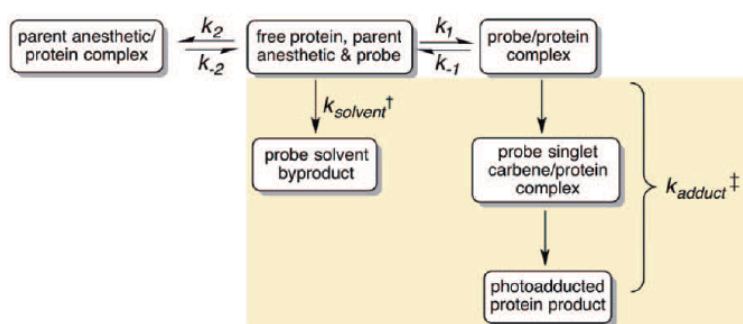 parent anesthetic/
protein complex
k2
k-2
free protein, parent
anesthetic & probe
k1
k-1
probe/protein
complex
ksolvent†
probe solvent
byproduct
probe singlet
carbene/protein
complex
kadduct‡
photoadducted
protein product